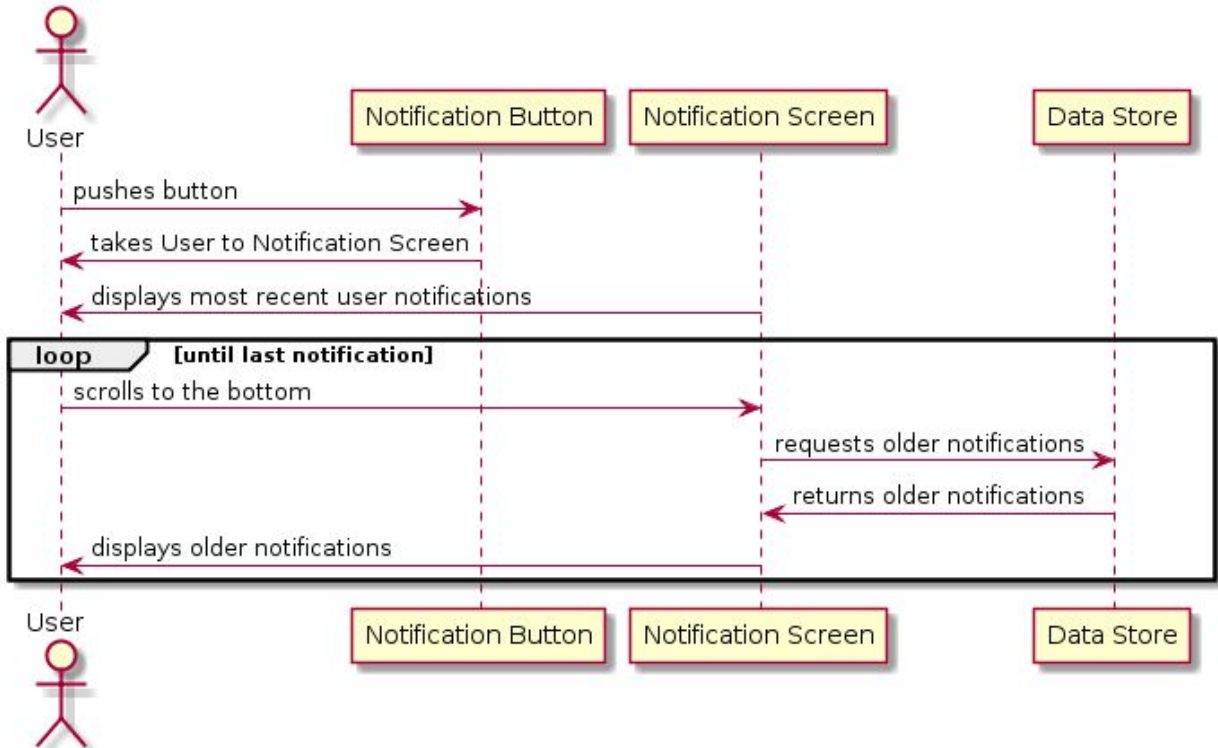 User
Notification Button
Notification Screen
Data Store
pushes button
takes User to Notification Screen
displays most recent user notifications
loop
[until last notification]
scrolls to the bottom
requests older notifications
returns older notifications
displays older notifications
User
Notification Button
Notification Screen
Data Store